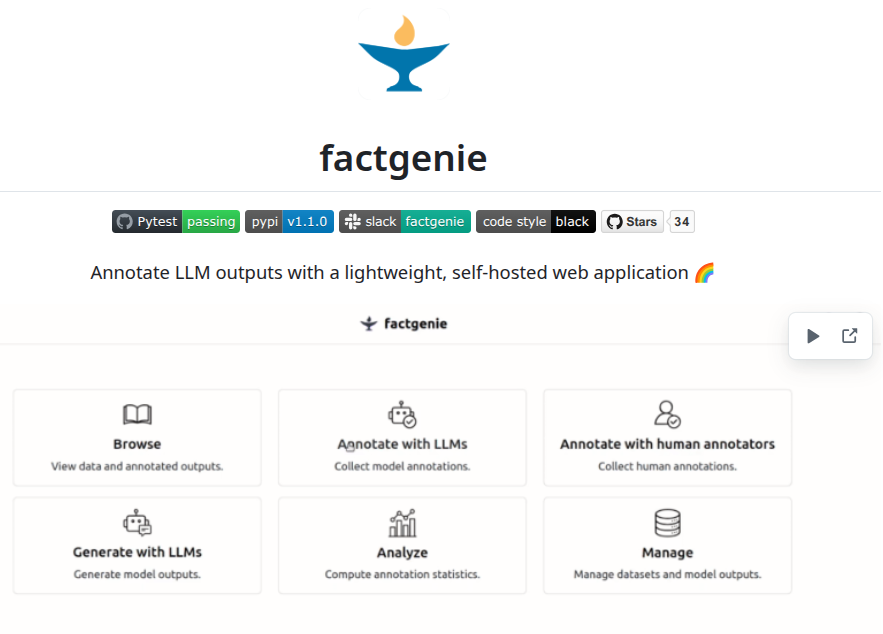 factgenie
Pytest passing pypi v1.1.0 slack factgenie code style black Stars 34
Annotate LLM outputs with a lightweight, self-hosted web application 🌈
factgenie
Browse
View data and annotated outputs.
Annotate with LLMs
Collect model annotations.
Annotate with human annotators
Collect human annotations.
Generate with LLMs
Generate model outputs.
Analyze
Compute annotation statistics.
Manage
Manage datasets and model outputs.